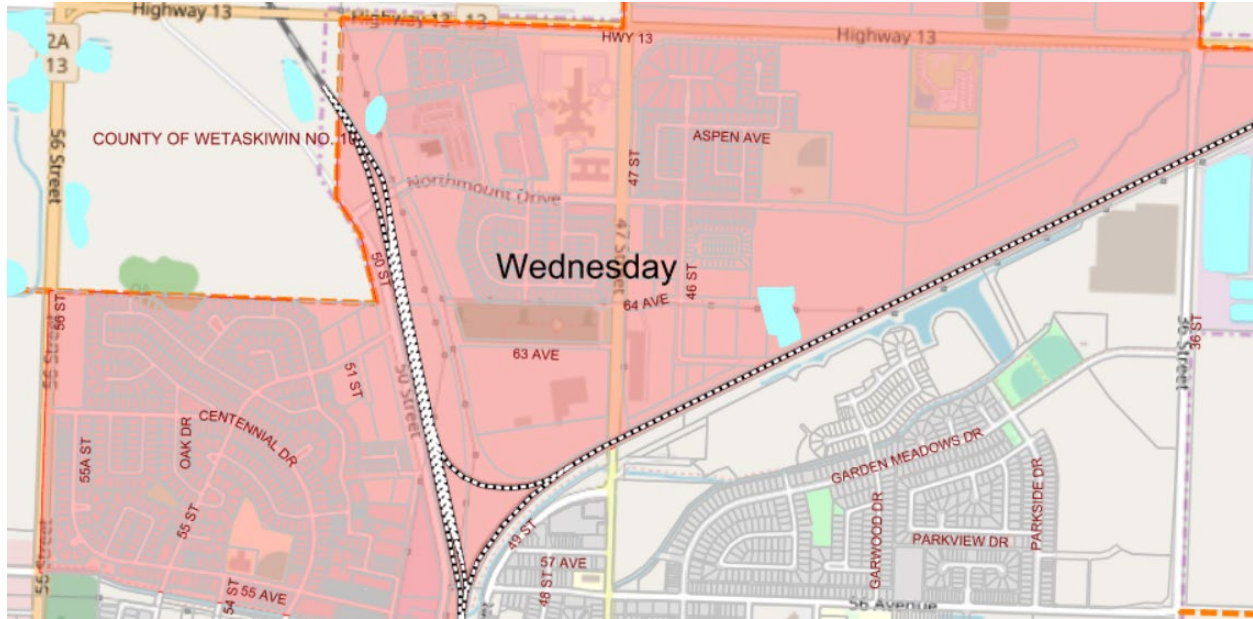 Highway 13
Highway 13 - 13
2A
13
HWY 13
Highway 13
56 Street
COUNTY OF WETASKIWIN NO. 10
ASPEN AVE
47 ST
Northmount Drive
47 Street
50 ST
Wednesday
46 ST
64 AVE
56 ST
63 AVE
36 ST
36 Street
51 ST
50 Street
OAK DR
CENTENNIAL DR
55A ST
55 ST
GARDEN MEADOWS DR
GARWOOD DR
PARKVIEW DR
PARKSIDE DR
49 ST
57 AVE
48 ST
54 ST
55 AVE
56 Street
56 Avenue